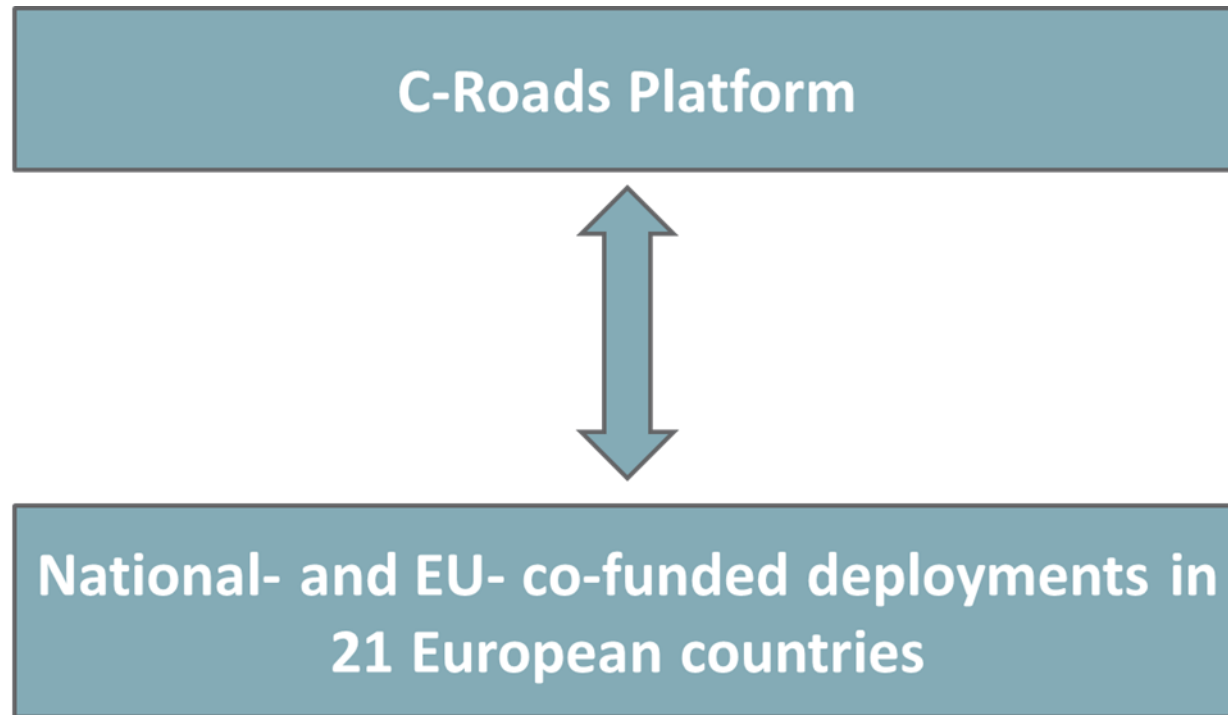 C-Roads Platform
National- and EU- co-funded deployments in
21 European countries